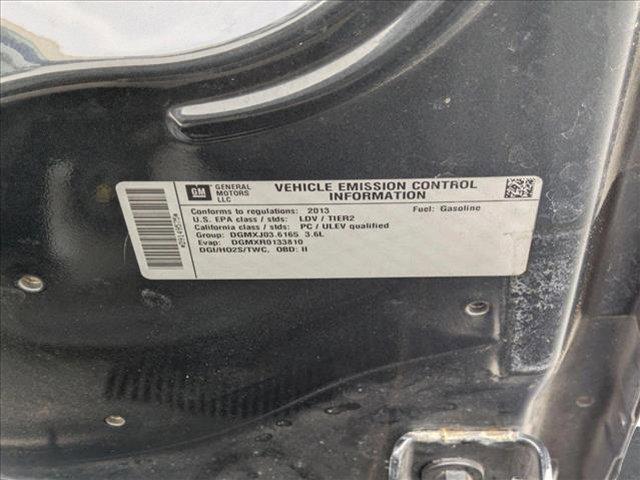 GM
GENERAL MOTORS LLC
VEHICLE EMISSION CONTROL INFORMATION
Conforms to regulations: 2013 Fuel: Gasoline
U.S. EPA class / stds: LDV / TIER2
California class / stds: PC / ULEV qualified
Group: DGMXJ03.6165 3.6L
Evap: DGMXR0133810
DGI/HO2S/TWC, OBD: II